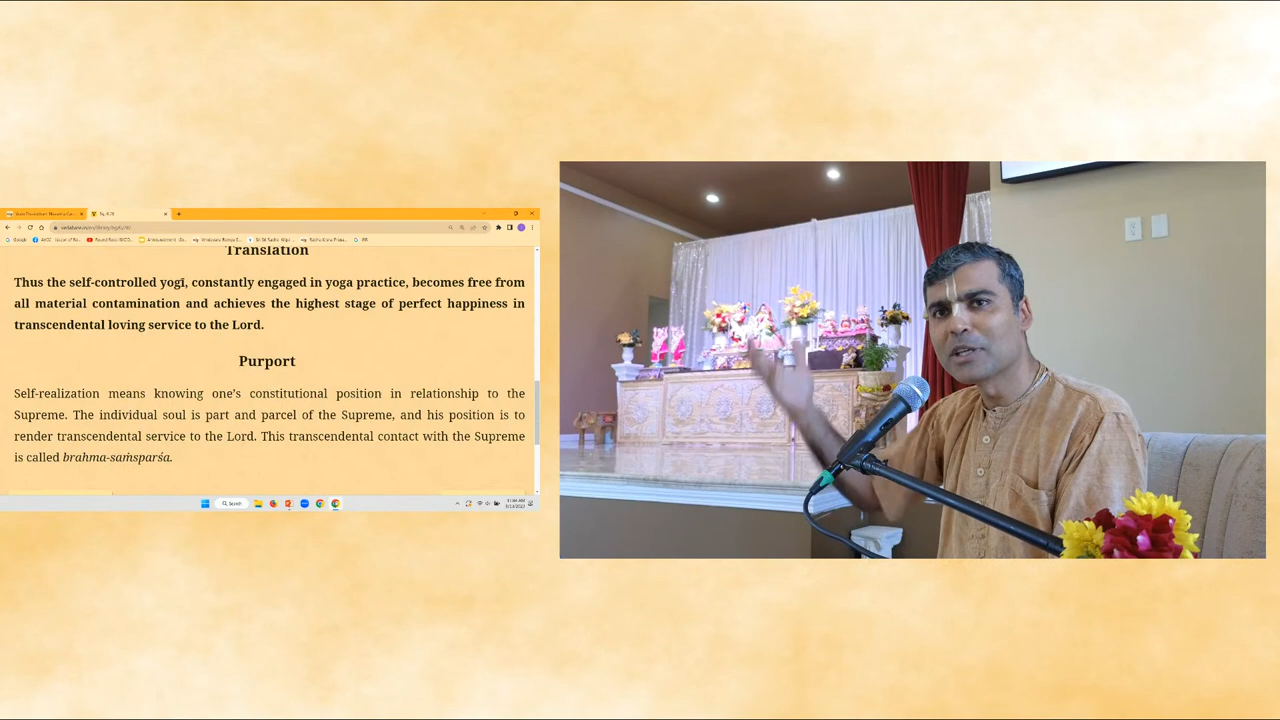 Translation
Thus the self-controlled yogī, constantly engaged in yoga practice, becomes free from
all material contamination and achieves the highest stage of perfect happiness in
transcendental loving service to the Lord.
Purport
Self-realization means knowing one's constitutional position in relationship to the
Supreme. The individual soul is part and parcel of the Supreme, and his position is to
render transcendental service to the Lord. This transcendental contact with the Supreme
is called brahma-saṁsparśa.
Search